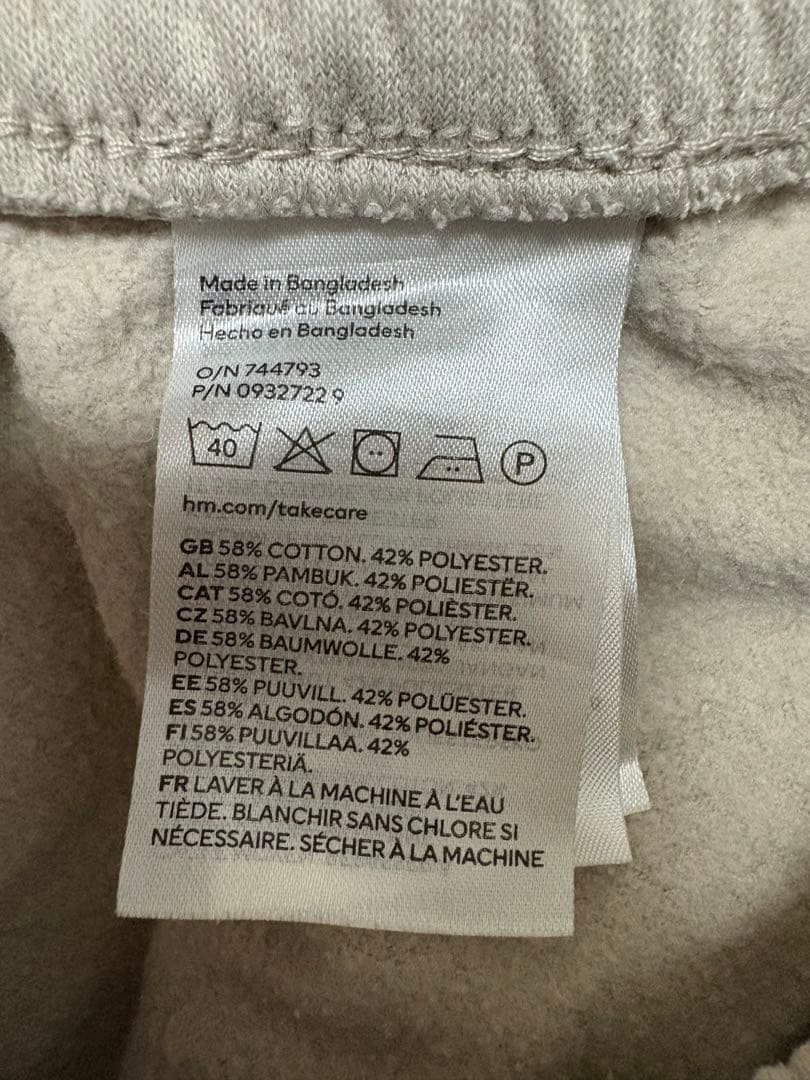 Made in Bangladesh
Fabriqué au Bangladesh
Hecho en Bangladesh
O/N 744793
P/N 0932722 9
40
P
hm.com/takecare
GB 58% COTTON. 42% POLYESTER.
AL 58% PAMBUK. 42% POLIESTËR.
CAT 58% COTÓ. 42% POLIÈSTER.
CZ 58% BAVLNA. 42% POLYESTER.
DE 58% BAUMWOLLE. 42%
POLYESTER.
EE 58% PUUVILL. 42% POLÜESTER.
ES 58% ALGODÓN. 42% POLIÉSTER.
FI 58% PUUVILLAA. 42%
POLYESTERIÄ.
FR LAVER À LA MACHINE À L'EAU
TIÈDE. BLANCHIR SANS CHLORE SI
NÉCESSAIRE. SÉCHER À LA MACHINE